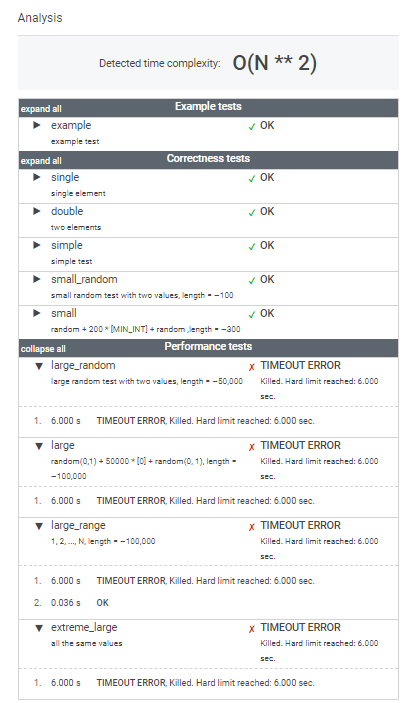 Analysis
Detected time complexity: O(N ** 2)
expand all Example tests
▶ example ✓ OK
example test
expand all Correctness tests
▶ single ✓ OK
single element
▶ double ✓ OK
two elements
▶ simple ✓ OK
simple test
▶ small_random ✓ OK
small random test with two values, length = ~100
▶ small ✓ OK
random + 200 * [MIN_INT] + random ,length = ~300
collapse all Performance tests
▼ large_random ✗ TIMEOUT ERROR
large random test with two values, length = ~50,000 Killed. Hard limit reached: 6.000
sec.
1. 6.000 s TIMEOUT ERROR, Killed. Hard limit reached: 6.000 sec.
▼ large ✗ TIMEOUT ERROR
random(0,1) + 50000 * [0] + random(0, 1), length = Killed. Hard limit reached: 6.000
~100,000 sec.
1. 6.000 s TIMEOUT ERROR, Killed. Hard limit reached: 6.000 sec.
▼ large_range ✗ TIMEOUT ERROR
1, 2, ..., N, length = ~100,000 Killed. Hard limit reached: 6.000
sec.
1. 6.000 s TIMEOUT ERROR, Killed. Hard limit reached: 6.000 sec.
2. 0.036 s OK
▼ extreme_large ✗ TIMEOUT ERROR
all the same values Killed. Hard limit reached: 6.000
sec.
1. 6.000 s TIMEOUT ERROR, Killed. Hard limit reached: 6.000 sec.